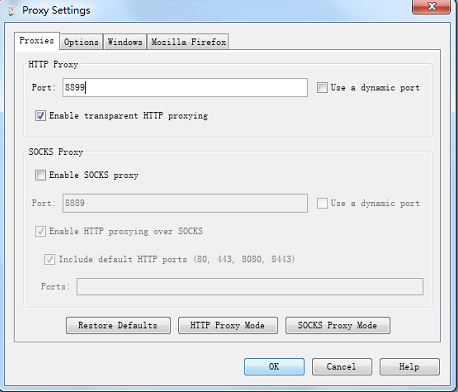 Proxy Settings
Proxies Options Windows Mozilla Firefox
HTTP Proxy
Port: 8899 Use a dynamic port
Enable transparent HTTP proxying
SOCKS Proxy
Enable SOCKS proxy
Port: 8889 Use a dynamic port
Enable HTTP proxying over SOCKS
Include default HTTP ports (80, 443, 8080, 8443)
Ports:
Restore Defaults HTTP Proxy Mode SOCKS Proxy Mode
OK Cancel Help